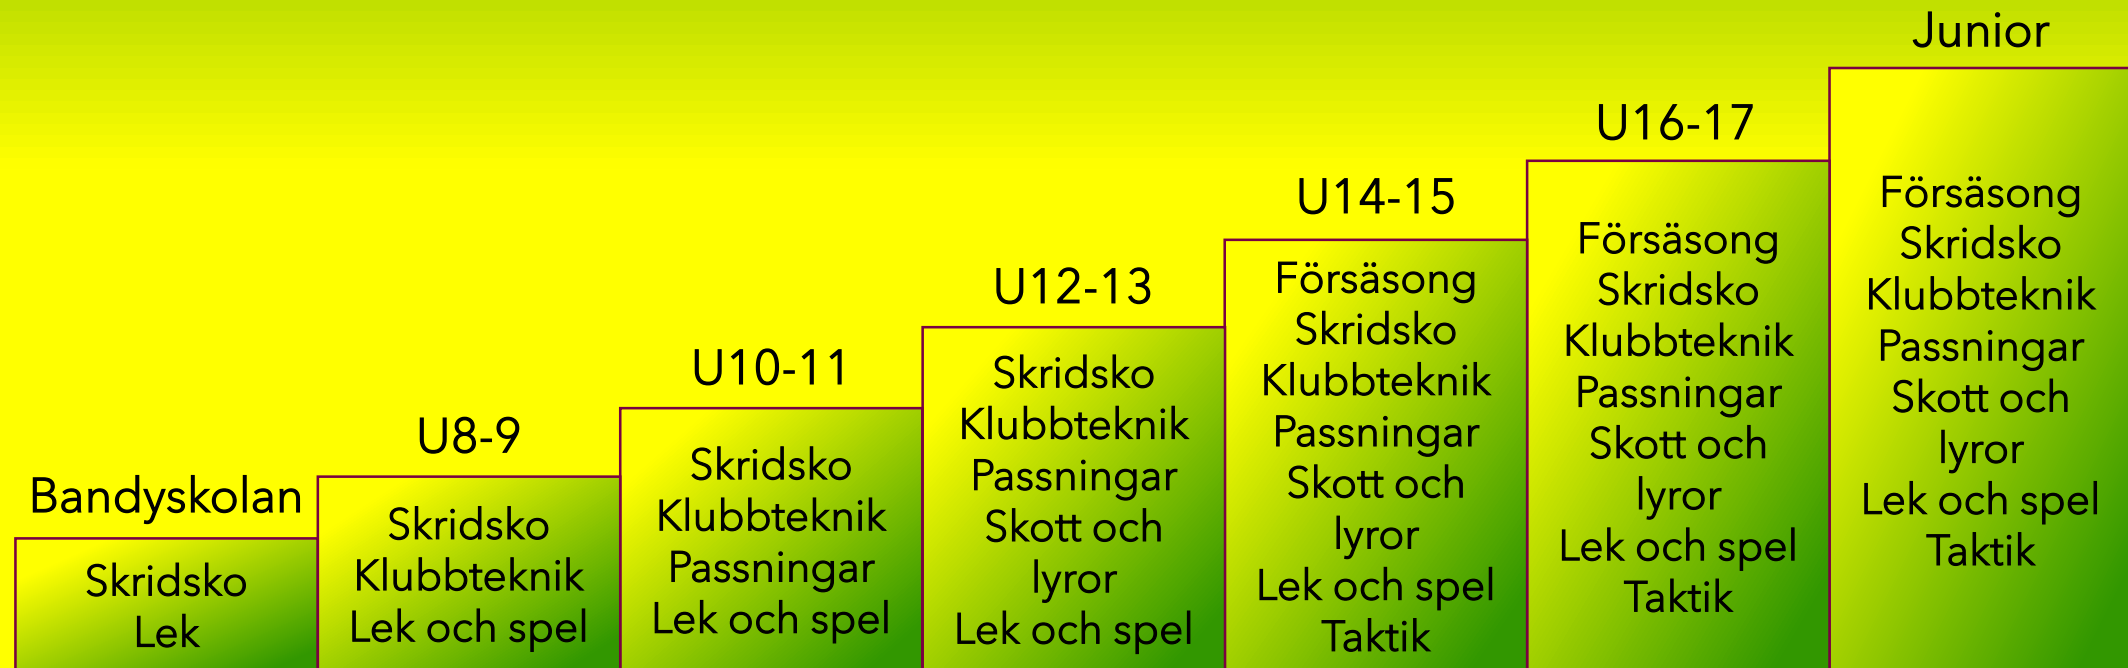 Bandyskolan
Skridsko
Lek
U8-9
Skridsko
Klubbteknik
Lek och spel
U10-11
Skridsko
Klubbteknik
Passningar
Lek och spel
U12-13
Skridsko
Klubbteknik
Passningar
Skott och
lyror
Lek och spel
U14-15
Försäsong
Skridsko
Klubbteknik
Passningar
Skott och
lyror
Lek och spel
Taktik
U16-17
Försäsong
Skridsko
Klubbteknik
Passningar
Skott och
lyror
Lek och spel
Taktik
Junior
Försäsong
Skridsko
Klubbteknik
Passningar
Skott och
lyror
Lek och spel
Taktik